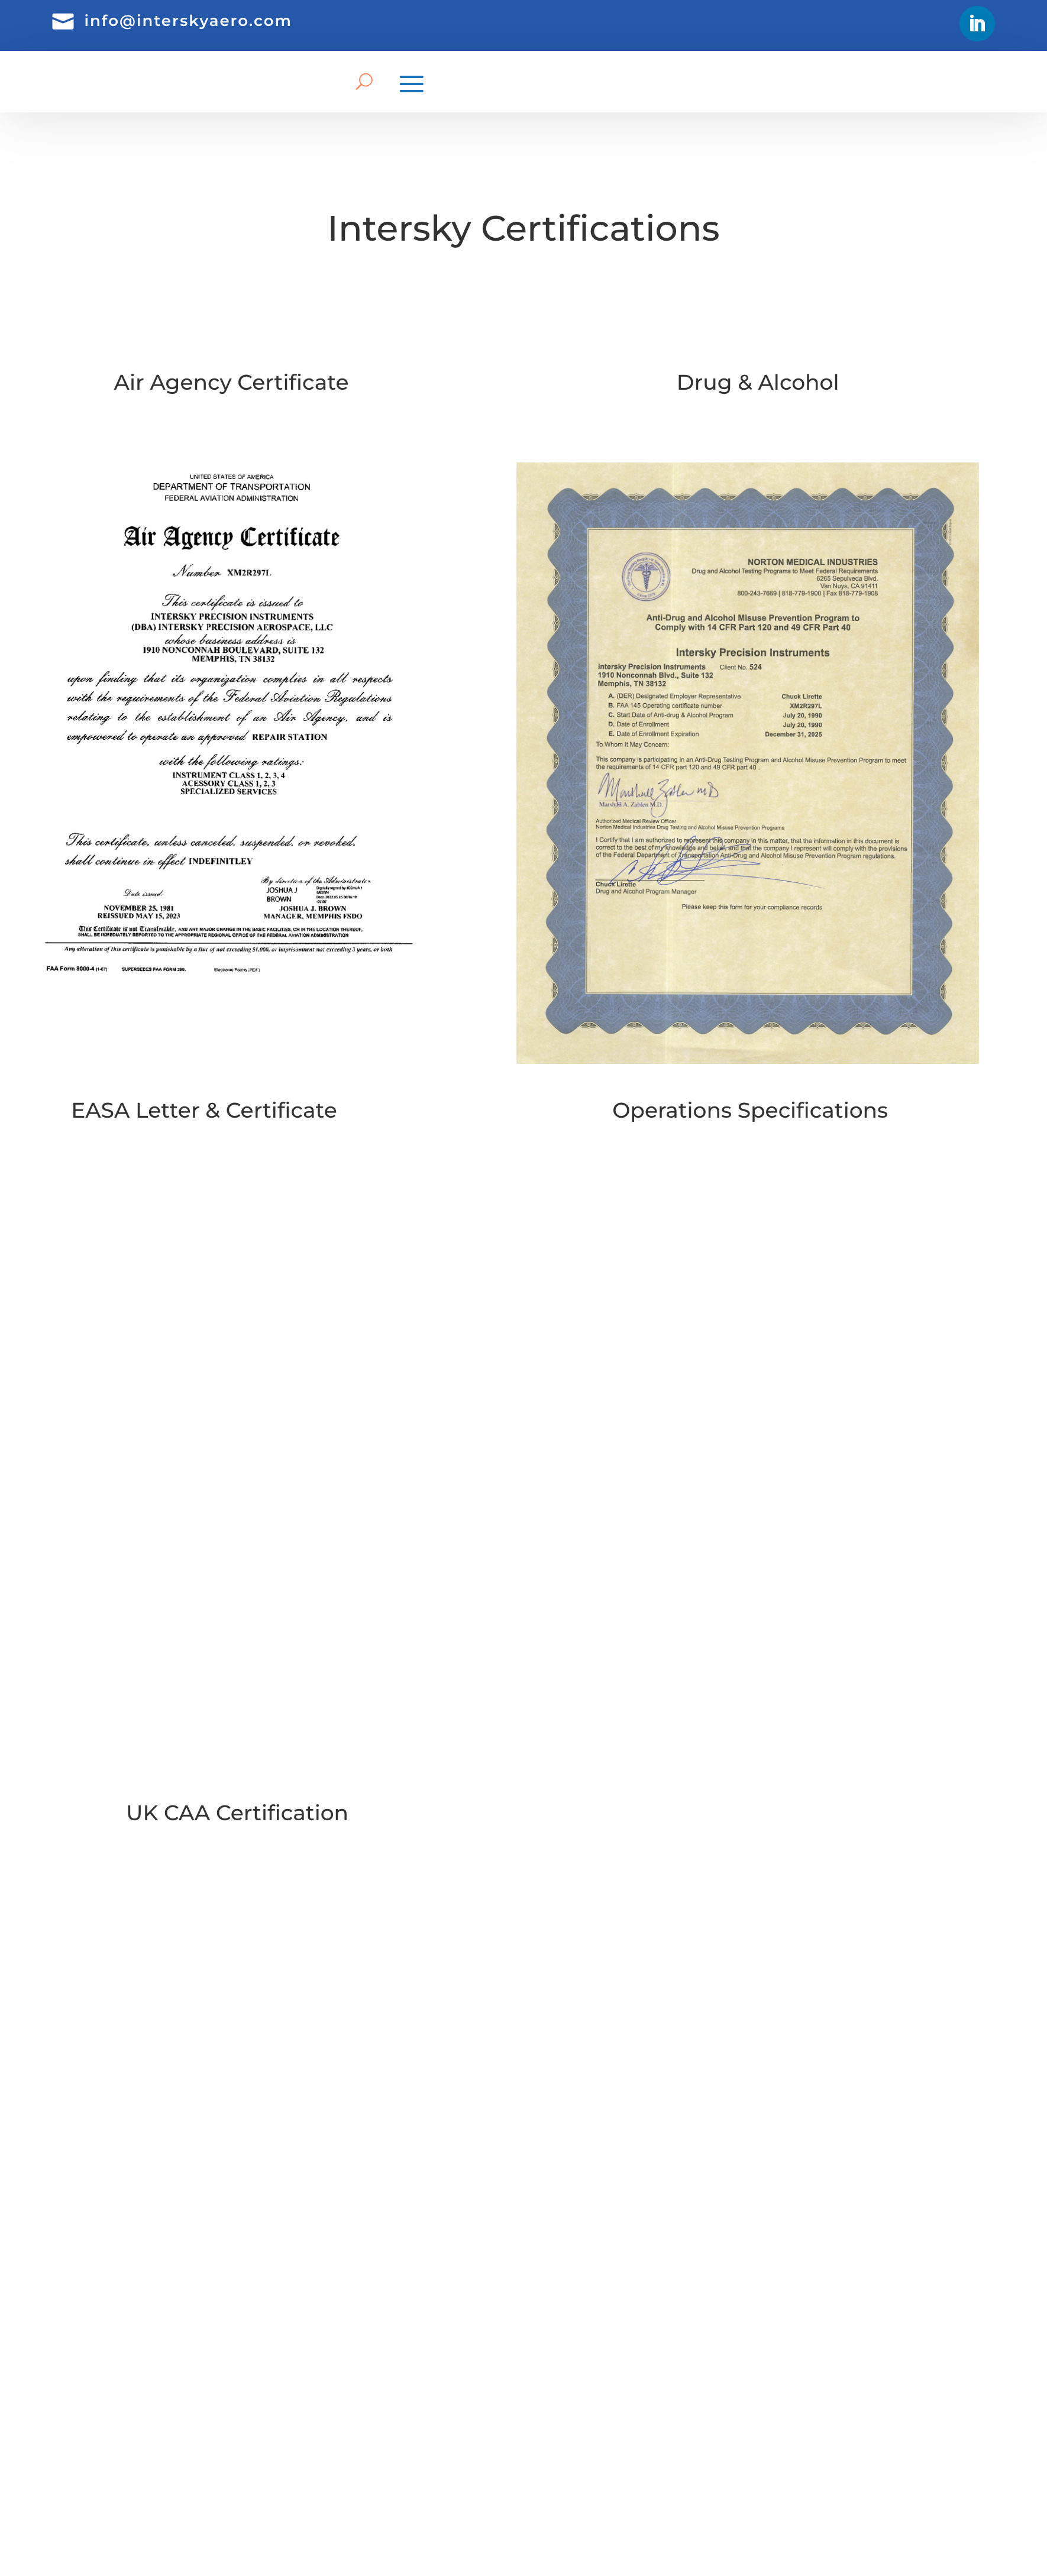 info@interskyaero.com
in
Intersky Certifications
Air Agency Certificate
UNITED STATES OF AMERICA
DEPARTMENT OF TRANSPORTATION
FEDERAL AVIATION ADMINISTRATION
Air Agency Certificate
Number XM2R297L
This certificate is issued to
INTERSKY PRECISION INSTRUMENTS
(DBA) INTERSKY PRECISION AEROSPACE, LLC
whose business address is
1910 NONCONNAH BOULEVARD, SUITE 132
MEMPHIS, TN 38132
upon finding that its organization complies in all respects
with the requirements of the Federal Aviation Regulations
relating to the establishment of an Air Agency, and is
empowered to operate an approved REPAIR STATION
with the following ratings:
INSTRUMENT CLASS 1, 2, 3, 4
ACESSORY CLASS 1, 2, 3
SPECIALIZED SERVICES
This certificate, unless canceled, suspended, or revoked,
shall continue in effect INDEFINITLEY
Date issued:
NOVEMBER 25, 1981
REISSUED MAY 15, 2023
By direction of the Administrator
JOSHUA J
BROWN
JOSHUA J. BROWN
MANAGER, MEMPHIS FSDO
This Certificate is not Transferable, AND ANY MAJOR CHANGE IN THE BASIC FACILITIES, OR IN THE LOCATION THEREOF,
SHALL BE IMMEDIATELY REPORTED TO THE APPROPRIATE REGIONAL OFFICE OF THE FEDERAL AVIATION ADMINISTRATION
Any alteration of this certificate is punishable by a fine of not exceeding $1,000, or imprisonment not exceeding 3 years, or both
FAA Form 8000-4 (1-67) SUPERSEDES FAA FORM 390. Electronic Forms (PDF)
Drug & Alcohol
NORTON MEDICAL INDUSTRIES
Drug and Alcohol Testing Programs to Meet Federal Requirements
6265 Sepulveda Blvd.
Van Nuys, CA 91411
800-243-7669 | 818-779-1900 | Fax 818-779-1908
Anti-Drug and Alcohol Misuse Prevention Program to
Comply with 14 CFR Part 120 and 49 CFR Part 40
Intersky Precision Instruments
Intersky Precision Instruments Client No. 524
1910 Nonconnah Blvd., Suite 132
Memphis, TN 38132
A. (DER) Designated Employer Representative Chuck Lirette
B. FAA 145 Operating certificate number XM2R297L
C. Start Date of Anti-drug & Alcohol Program July 20, 1990
D. Date of Enrollment July 20, 1990
E. Date of Enrollment Expiration December 31, 2025
To Whom It May Concern:
This company is participating in an Anti-Drug Testing Program and Alcohol Misuse Prevention Program to meet
the requirements of 14 CFR part 120 and 49 CFR part 40 .
Marshall A. Zablen M.D.
Authorized Medical Review Officer
Norton Medical Industries Drug Testing and Alcohol Misuse Prevention Programs
I Certify that I am authorized to represent this company in this matter, that the information in this document is
correct to the best of my knowledge and belief, and that the company I represent will comply with the provisions
of the Federal Department of Transportation Anti-Drug and Alcohol Misuse Prevention Program regulations.
Chuck Lirette
Drug and Alcohol Program Manager
Please keep this form for your compliance records
EASA Letter & Certificate
Operations Specifications
UK CAA Certification